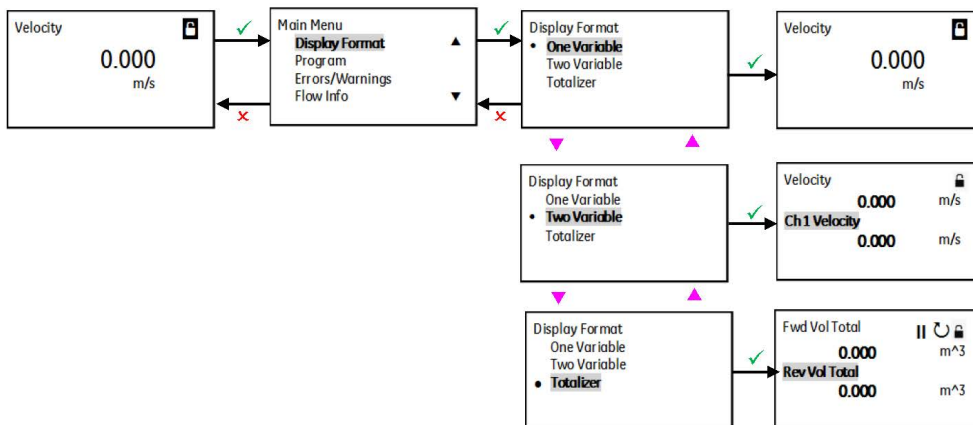 Velocity
0.000
m/s
Main Menu
Display Format
Program
Errors/Warnings
Flow Info
Display Format
• One Variable
Two Variable
Totalizer
Velocity
0.000
m/s
Display Format
One Variable
• Two Variable
Totalizer
Velocity
0.000 m/s
Ch1 Velocity
0.000 m/s
Display Format
One Variable
Two Variable
• Totalizer
Fwd Vol Total
0.000 m^3
Rev Vol Total
0.000 m^3